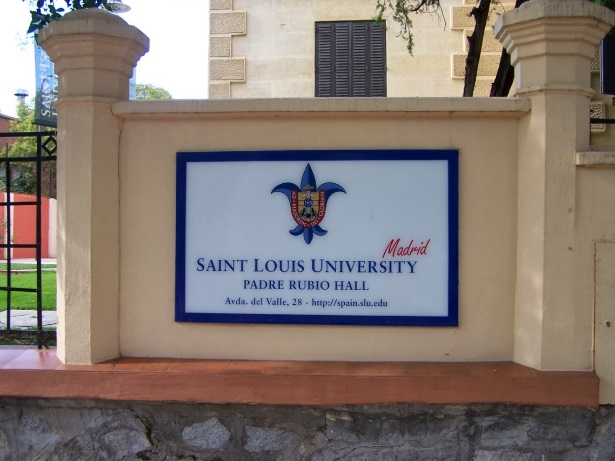 Madrid
SAINT LOUIS UNIVERSITY
PADRE RUBIO HALL
Avda. del Valle, 28 - http://spain.slu.edu